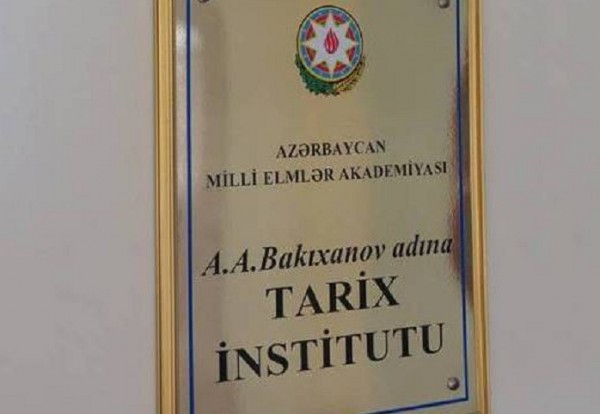 AZƏRBAYCAN
MİLLİ ELMLƏR AKADEMİYASI
A.A.Bakıxanov adına
TARİX
İNSTİTUTU